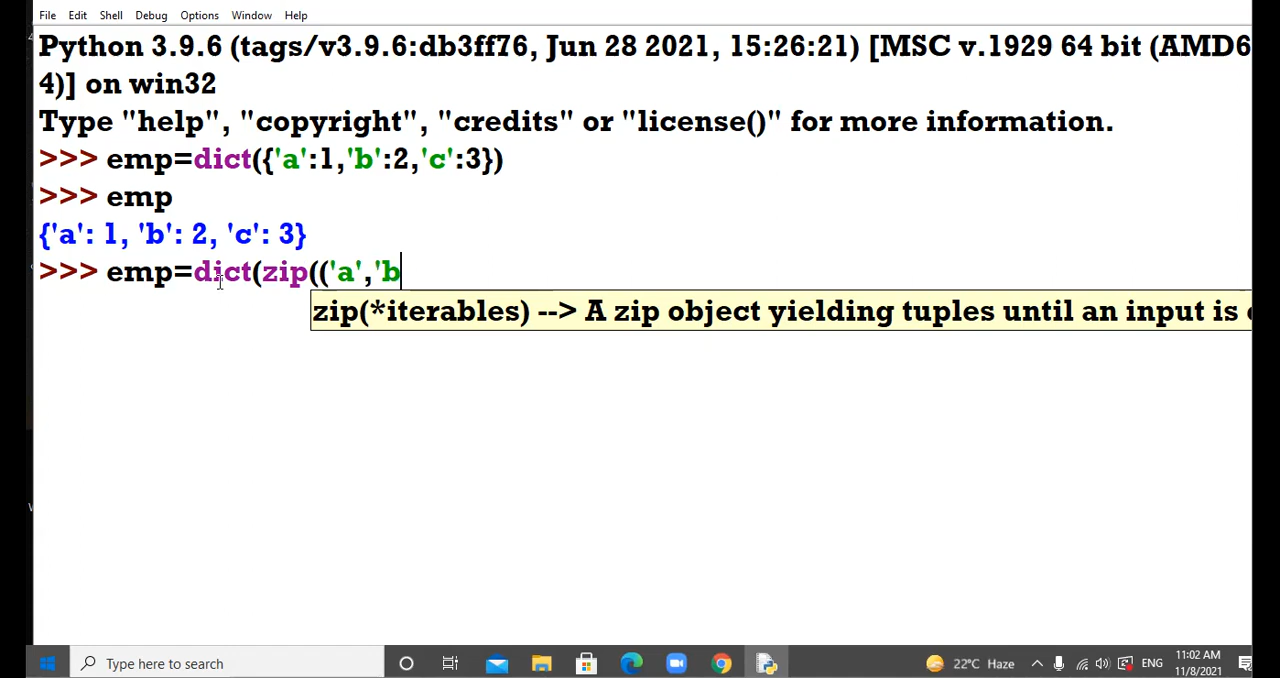 File Edit Shell Debug Options Window Help
Python 3.9.6 (tags/v3.9.6:db3ff76, Jun 28 2021, 15:26:21) [MSC v.1929 64 bit (AMD6
4)] on win32
Type "help", "copyright", "credits" or "license()" for more information.
>>> emp=dict({'a':1,'b':2,'c':3})
>>> emp
{'a': 1, 'b': 2, 'c': 3}
>>> emp=dict(zip(('a','b
zip(*iterables) --> A zip object yielding tuples until an input is
Type here to search
22°C Haze
ENG
11:02 AM
11/8/2021